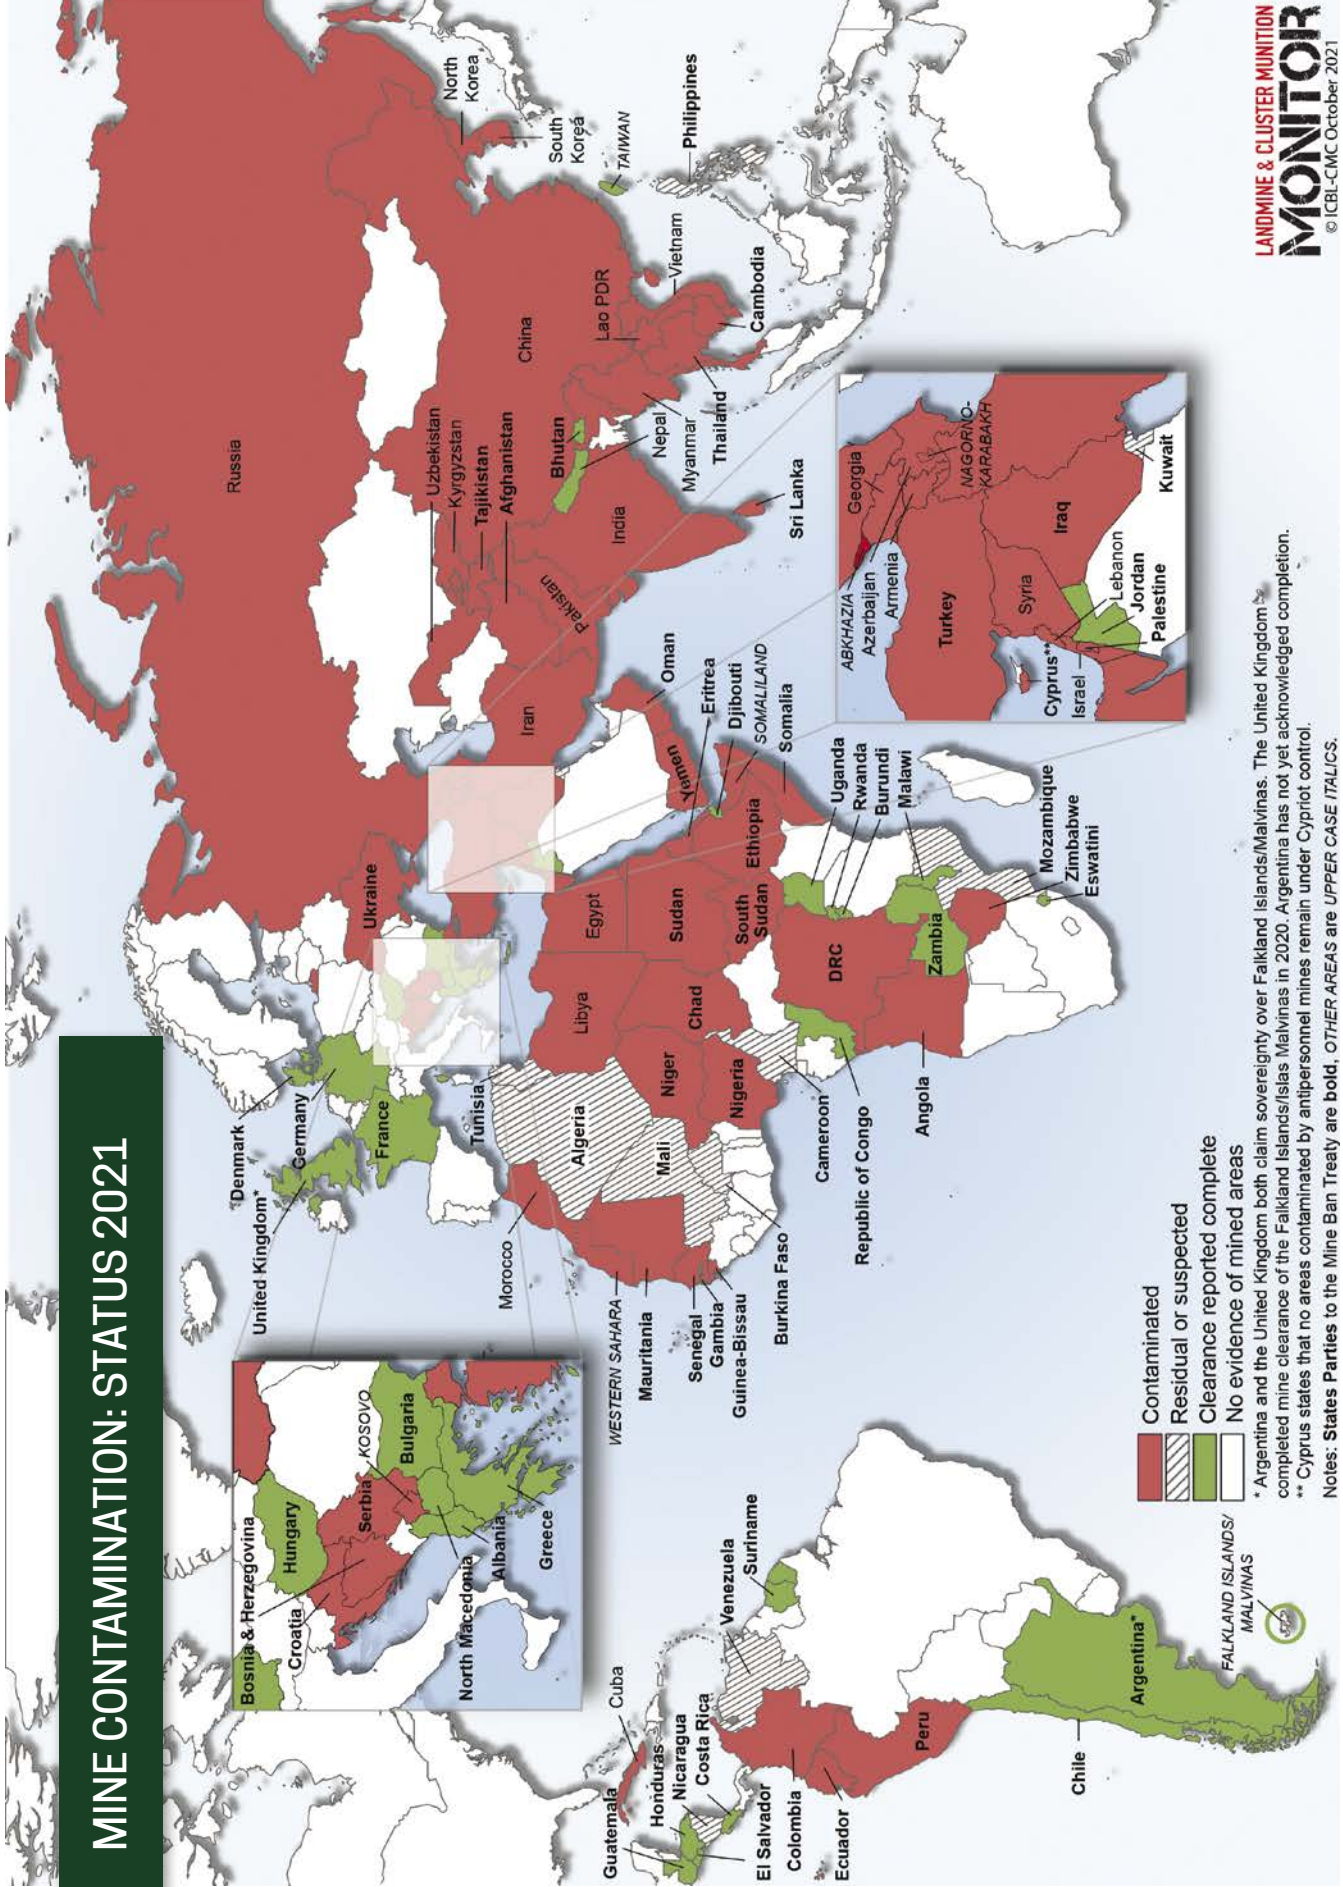 MINE CONTAMINATION: STATUS 2021
Russia
North
Korea
South
Korea
TAIWAN
Philippines
China
Lao PDR
Vietnam
Cambodia
Thailand
Myanmar
Nepal
Bhutan
India
Sri Lanka
Uzbekistan
Kyrgyzstan
Tajikistan
Afghanistan
Pakistan
Iran
Oman
Yemen
Eritrea
Djibouti
SOMALILAND
Somalia
Ethiopia
Ukraine
Egypt
Sudan
South
Sudan
Libya
Chad
Niger
Nigeria
DRC
Uganda
Rwanda
Burundi
Malawi
Mozambique
Zimbabwe
Eswatini
Zambia
Angola
Republic of Congo
Cameroon
Tunisia
Algeria
Mali
Burkina Faso
Morocco
WESTERN SAHARA
Mauritania
Senegal
Gambia
Guinea-Bissau
Denmark
Germany
France
United Kingdom*
Bosnia & Herzegovina
Croatia
Hungary
Serbia
KOSOVO
Bulgaria
North Macedonia
Albania
Greece
ABKHAZIA
Georgia
Azerbaijan
Armenia
NAGORNO-
KARABAKH
Turkey
Syria
Iraq
Kuwait
Cyprus**
Israel
Lebanon
Jordan
Palestine
Cuba
Guatemala
Honduras
Nicaragua
Costa Rica
El Salvador
Colombia
Ecuador
Venezuela
Suriname
Peru
Chile
Argentina*
FALKLAND ISLANDS/
MALVINAS
Contaminated
Residual or suspected
Clearance reported complete
No evidence of mined areas
* Argentina and the United Kingdom both claim sovereignty over Falkland Islands/Malvinas. The United Kingdom
completed mine clearance of the Falkland Islands/Islas Malvinas in 2020. Argentina has not yet acknowledged completion.
** Cyprus states that no areas contaminated by antipersonnel mines remain under Cypriot control.
Notes: States Parties to the Mine Ban Treaty are bold, OTHER AREAS are UPPER CASE ITALICS.
LANDMINE & CLUSTER MUNITION
MONITOR
© ICBL-CMC October 2021